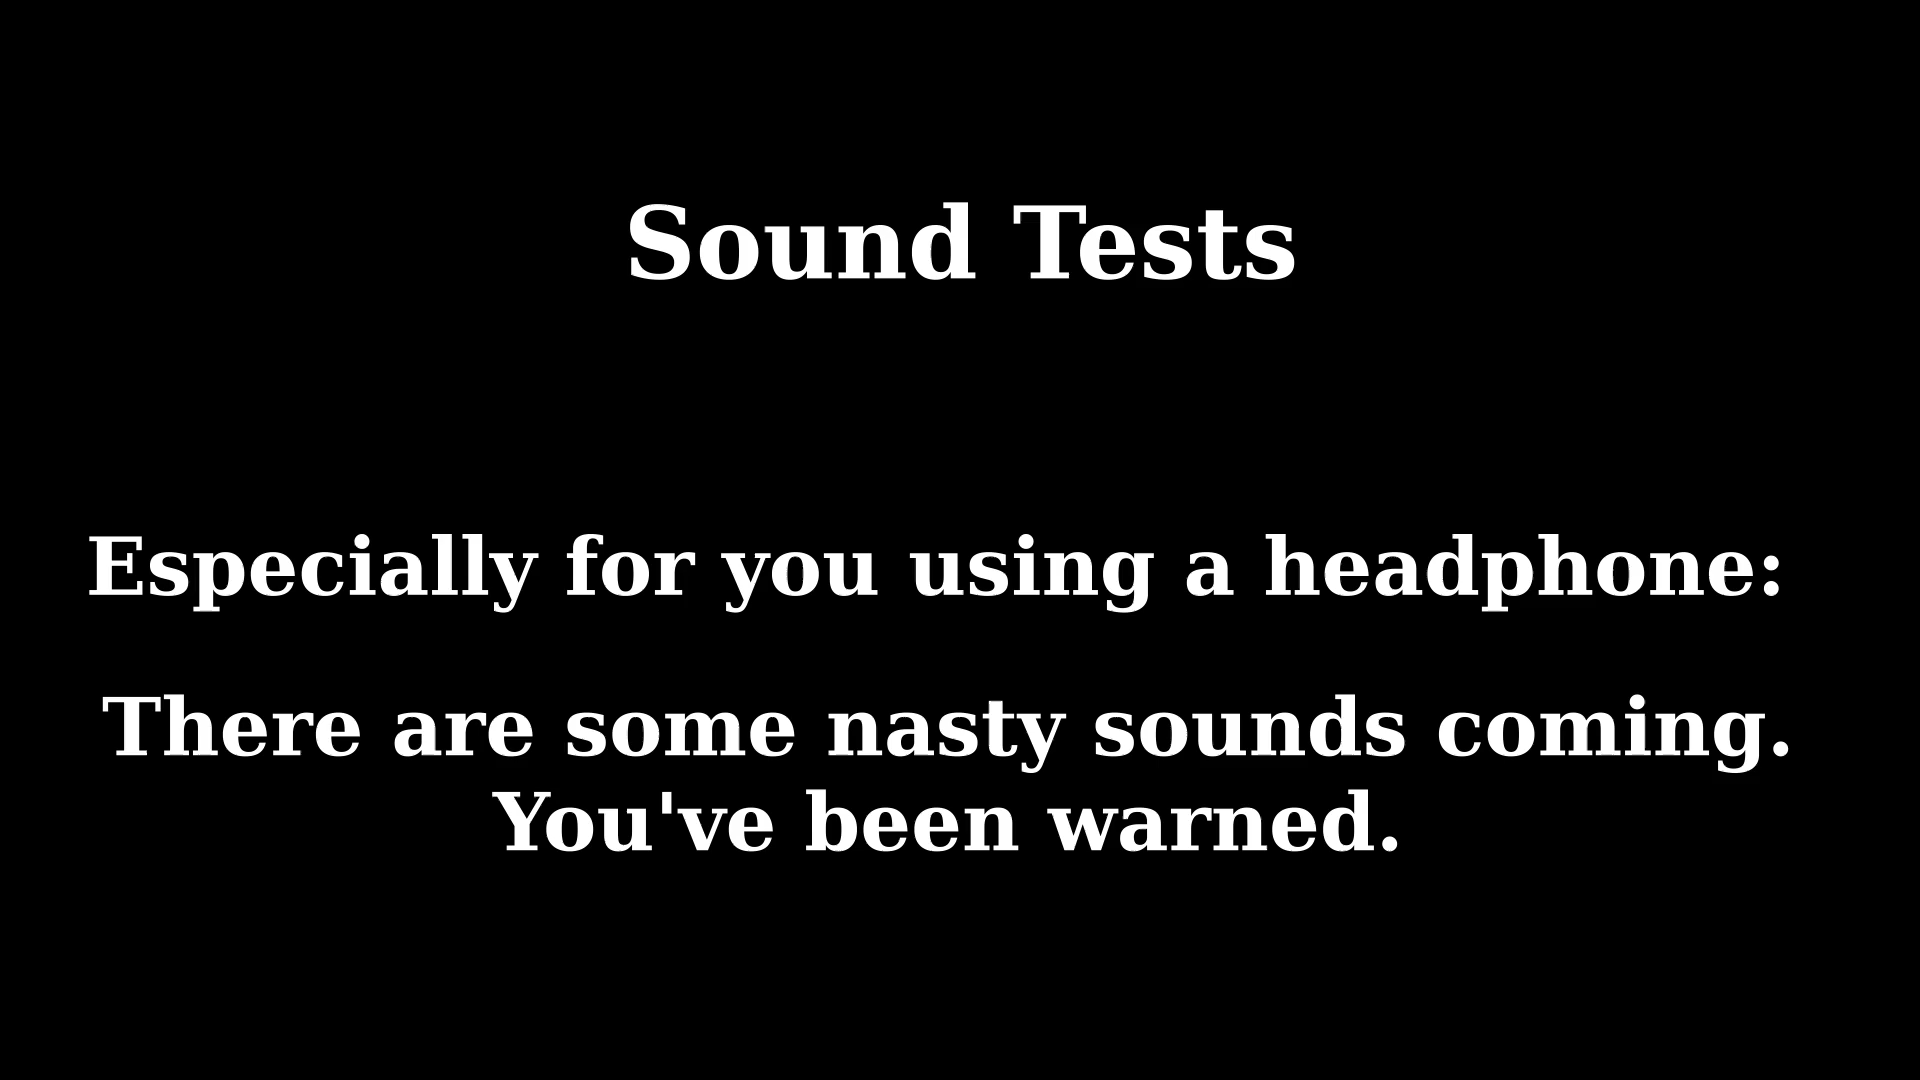 Sound Tests
Especially for you using a headphone:
There are some nasty sounds coming.
You've been warned.